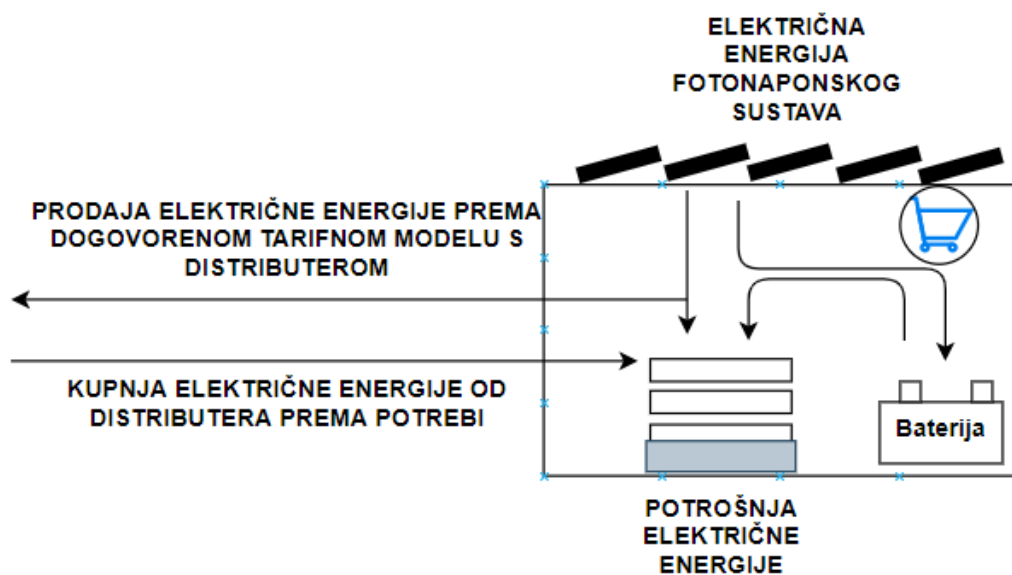 ELEKTRIČNA
ENERGIJA
FOTONAPONSKOG
SUSTAVA
PRODAJA ELEKTRIČNE ENERGIJE PREMA
DOGOVORENOM TARIFNOM MODELU S
DISTRIBUTEROM
KUPNJA ELEKTRIČNE ENERGIJE OD
DISTRIBUTERA PREMA POTREBI
Baterija
POTROŠNJA
ELEKTRIČNE
ENERGIJE